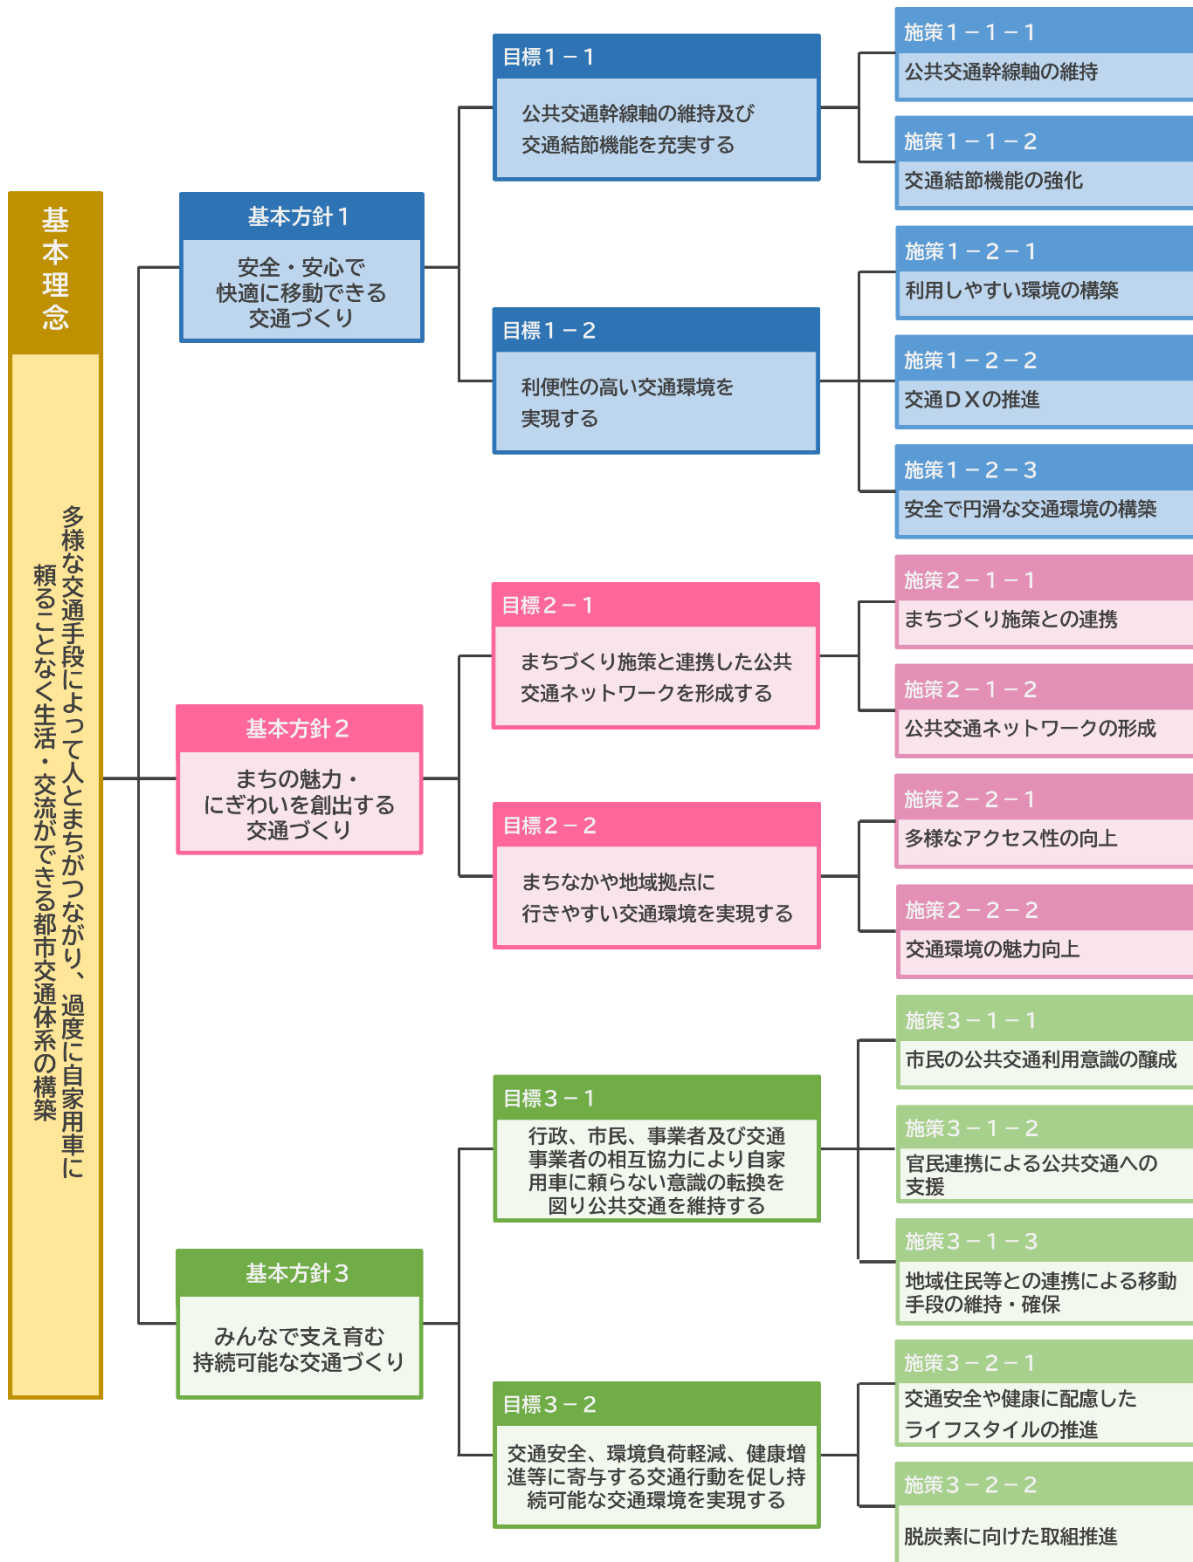 基本理念
多様な交通手段によって人とまちがつながり、過度に自家用車に
頼ることなく生活・交流ができる都市交通体系の構築
基本方針１
安全・安心で
快適に移動できる
交通づくり
目標１－１
公共交通幹線軸の維持及び
交通結節機能を充実する
施策１－１－１
公共交通幹線軸の維持
施策１－１－２
交通結節機能の強化
目標１－２
利便性の高い交通環境を
実現する
施策１－２－１
利用しやすい環境の構築
施策１－２－２
交通ＤＸの推進
施策１－２－３
安全で円滑な交通環境の構築
基本方針２
まちの魅力・
にぎわいを創出する
交通づくり
目標２－１
まちづくり施策と連携した公共
交通ネットワークを形成する
施策２－１－１
まちづくり施策との連携
施策２－１－２
公共交通ネットワークの形成
目標２－２
まちなかや地域拠点に
行きやすい交通環境を実現する
施策２－２－１
多様なアクセス性の向上
施策２－２－２
交通環境の魅力向上
基本方針３
みんなで支え育む
持続可能な交通づくり
目標３－１
行政、市民、事業者及び交通
事業者の相互協力により自家
用車に頼らない意識の転換を
図り公共交通を維持する
施策３－１－１
市民の公共交通利用意識の醸成
施策３－１－２
官民連携による公共交通への
支援
施策３－１－３
地域住民等との連携による移動
手段の維持・確保
目標３－２
交通安全、環境負荷軽減、健康増
進等に寄与する交通行動を促し持
続可能な交通環境を実現する
施策３－２－１
交通安全や健康に配慮した
ライフスタイルの推進
施策３－２－２
脱炭素に向けた取組推進